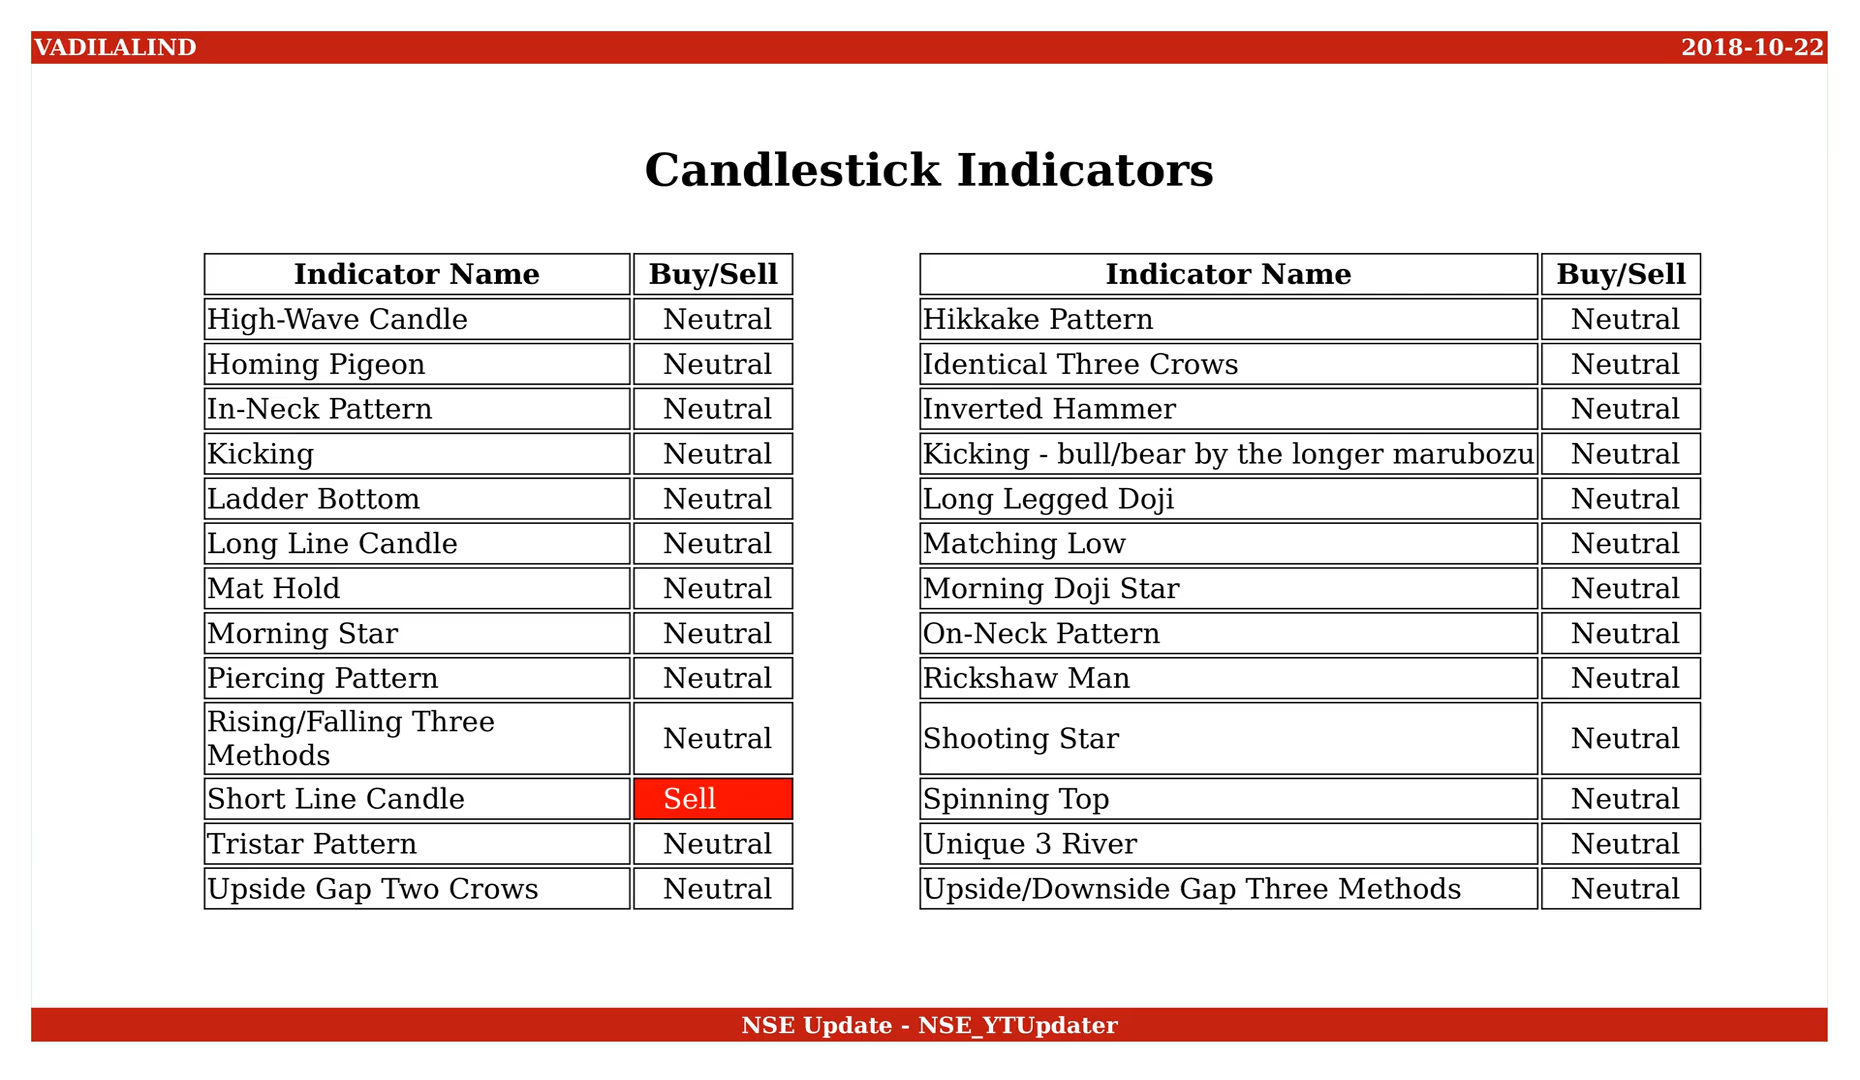 VADILALIND
2018-10-22
Candlestick Indicators
Indicator Name Buy/Sell
High-Wave Candle Neutral
Homing Pigeon Neutral
In-Neck Pattern Neutral
Kicking Neutral
Ladder Bottom Neutral
Long Line Candle Neutral
Mat Hold Neutral
Morning Star Neutral
Piercing Pattern Neutral
Rising/Falling Three
Methods Neutral
Short Line Candle Sell
Tristar Pattern Neutral
Upside Gap Two Crows Neutral
Indicator Name Buy/Sell
Hikkake Pattern Neutral
Identical Three Crows Neutral
Inverted Hammer Neutral
Kicking - bull/bear by the longer marubozu Neutral
Long Legged Doji Neutral
Matching Low Neutral
Morning Doji Star Neutral
On-Neck Pattern Neutral
Rickshaw Man Neutral
Shooting Star Neutral
Spinning Top Neutral
Unique 3 River Neutral
Upside/Downside Gap Three Methods Neutral
NSE Update - NSE_YTUpdater